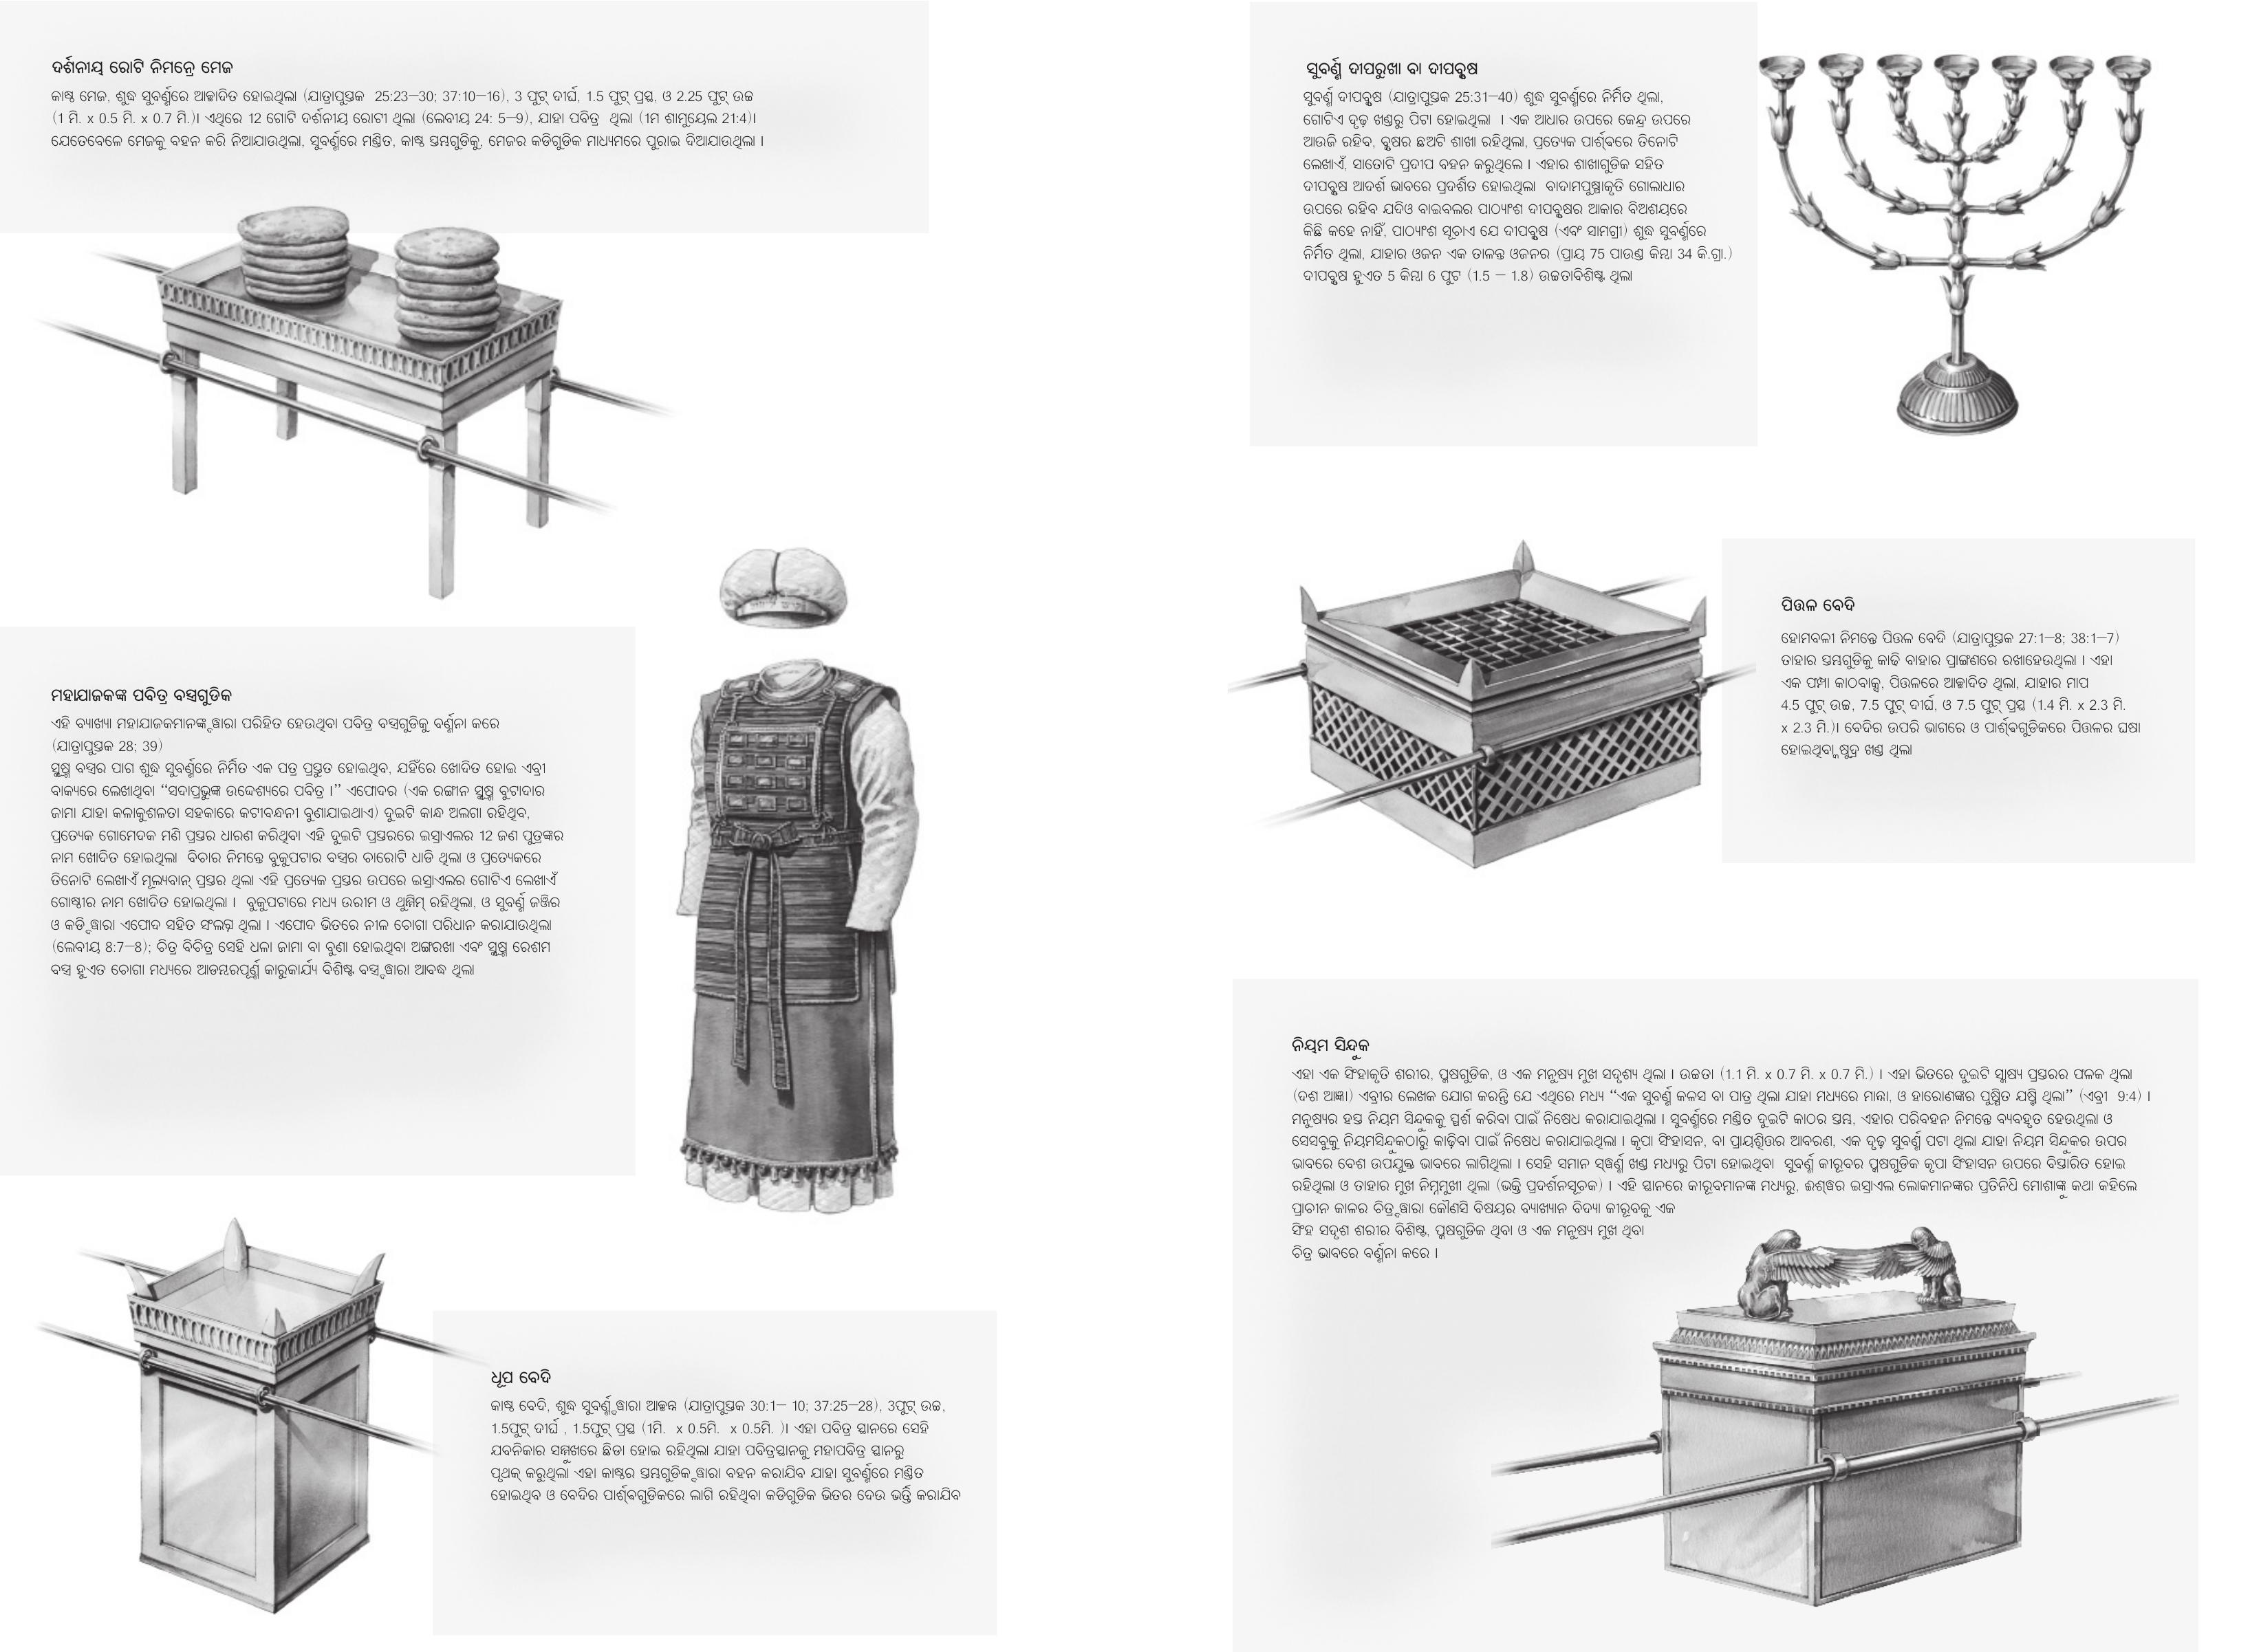 ଦର୍ଶନୀୟ ରୋଟି ନିମନ୍ତେ ମେଜ
କାଷ୍ଠ ମେଜ, ଶୁଦ୍ଧ ସୁବର୍ଣ୍ଣରେ ଆଚ୍ଛାଦିତ ହୋଇଥିଲା (ଯାତ୍ରାପୁସ୍ତକ 25:23–30; 37:10–16), 3 ଫୁଟ୍ ଦୀର୍ଘ, 1.5 ଫୁଟ୍ ପ୍ରସ୍ଥ, ଓ 2.25 ଫୁଟ୍ ଉଚ୍ଚ
(1 ମି. x 0.5 ମି. x 0.7 ମି.)। ଏଥିରେ 12 ଗୋଟି ଦର୍ଶନୀୟ ରୋଟୀ ଥିଲା (ଲେବୀୟ 24: 5–9), ଯାହା ପବିତ୍ର ଥିଲା (1ମ ଶାମୁୟେଲ 21:4)।
ଯେତେବେଳେ ମେଜକୁ ବହନ କରି ନିଆଯାଉଥିଲା, ସୁବର୍ଣ୍ଣରେ ମଣ୍ଡିତ, କାଷ୍ଠ ସ୍ତମ୍ଭଗୁଡିକୁ, ମେଜର କଡିଗୁଡିକ ମାଧ୍ୟମରେ ପୁରାଇ ଦିଆଯାଉଥିଲା ।
ମହାଯାଜକଙ୍କ ପବିତ୍ର ବସ୍ତ୍ରଗୁଡିକ
ଏହି ବ୍ୟାଖ୍ୟା ମହାଯାଜକମାନଙ୍କ ଦ୍ୱାରା ପରିହିତ ହେଉଥିବା ପବିତ୍ର ବସ୍ତ୍ରଗୁଡିକୁ ବର୍ଣ୍ଣନା କରେ
(ଯାତ୍ରାପୁସ୍ତକ 28; 39)
ସୂକ୍ଷ୍ମ ବସ୍ତ୍ରର ପାଗ ଶୁଦ୍ଧ ସୁବର୍ଣ୍ଣରେ ନିର୍ମିତ ଏକ ପତ୍ର ପ୍ରସ୍ତୁତ ହୋଇଥିବ, ଯହିଁରେ ଖୋଦିତ ହୋଇ ଏବ୍ରୀ
ବାକ୍ୟରେ ଲେଖାଥିବା “ସଦାପ୍ରଭୁଙ୍କ ଉଦ୍ଦେଶ୍ୟରେ ପବିତ୍ର ।” ଏପୋଦର (ଏକ ରଙ୍ଗୀନ ସୂକ୍ଷ୍ମ ବୁଟାଦାର
ଜାମା ଯାହା କଳାକୁଶଳତା ସହକାରେ କଟୀବନ୍ଧନୀ ବୁଣାଯାଇଥାଏ) ଦୁଇଟି କାନ୍ଧ ଅଲଗା ରହିଥିବ,
ପ୍ରତ୍ୟେକ ଗୋମେଦକ ମଣି ପ୍ରସ୍ତର ଧାରଣ କରିଥିବା ଏହି ଦୁଇଟି ପ୍ରସ୍ତରରେ ଇସ୍ରାଏଲର 12 ଜଣ ପୁତ୍ରଙ୍କର
ନାମ ଖୋଦିତ ହୋଇଥିଲା ବିଚାର ନିମନ୍ତେ ବୁକୁପଟାର ବସ୍ତ୍ରର ଚାରୋଟି ଧାଡି ଥିଲା ଓ ପ୍ରତ୍ୟେକରେ
ତିନୋଟି ଲେଖାଏଁ ମୂଲ୍ୟବାନ୍ ପ୍ରସ୍ତର ଥିଲା ଏହି ପ୍ରତ୍ୟେକ ପ୍ରସ୍ତର ଉପରେ ଇସ୍ରାଏଲର ଗୋଟିଏ ଲେଖାଏଁ
ଗୋଷ୍ଠୀର ନାମ ଖୋଦିତ ହୋଇଥିଲା । ବୁକୁପଟାରେ ମଧ୍ୟ ଉରୀମ ଓ ଥୁମ୍ମିମ୍ ରହିଥିଲା, ଓ ସୁବର୍ଣ୍ଣ ଜଞ୍ଜିର
ଓ କଡି ଦ୍ୱାରା ଏପୋଦ ସହିତ ସଂଲଗ୍ନ ଥିଲା । ଏପୋଦ ଭିତରେ ନୀଳ ଚୋଗା ପରିଧାନ କରାଯାଉଥିଲା
(ଲେବୀୟ 8:7–8); ଚିତ୍ର ବିଚିତ୍ର ସେହି ଧଳା ଜାମା ବା ବୁଣା ହୋଇଥିବା ଅଙ୍ଗରଖା ଏବଂ ସୂକ୍ଷ୍ମ ରେଶମ
ବସ୍ତ୍ର ହୁଏତ ଚୋଗା ମଧ୍ୟରେ ଆଡମ୍ଭରପୂର୍ଣ୍ଣ କାରୁକାର୍ଯ୍ୟ ବିଶିଷ୍ଟ ବସ୍ତ୍ର ଦ୍ୱାରା ଆବଦ୍ଧ ଥିଲା
ଧୂପ ବେଦି
କାଷ୍ଠ ବେଦି, ଶୁଦ୍ଧ ସୁବର୍ଣ୍ଣ ଦ୍ୱାରା ଆଚ୍ଛନ୍ନ (ଯାତ୍ରାପୁସ୍ତକ 30:1– 10; 37:25–28), 3ଫୁଟ୍ ଉଚ୍ଚ,
1.5ଫୁଟ୍ ଦୀର୍ଘ , 1.5ଫୁଟ୍ ପ୍ରସ୍ଥ (1ମି. x 0.5ମି. x 0.5ମି. )। ଏହା ପବିତ୍ର ସ୍ଥାନରେ ସେହି
ଯବନିକାର ସମ୍ମୁଖରେ ଛିଡା ହୋଇ ରହିଥିଲା ଯାହା ପବିତ୍ରସ୍ଥାନକୁ ମହାପବିତ୍ର ସ୍ଥାନରୁ
ପୃଥକ୍ କରୁଥିଲା ଏହା କାଷ୍ଠର ସ୍ତମ୍ଭଗୁଡିକ ଦ୍ୱାରା ବହନ କରାଯିବ ଯାହା ସୁବର୍ଣ୍ଣରେ ମଣ୍ଡିତ
ହୋଇଥିବ ଓ ବେଦିର ପାର୍ଶ୍ଵଗୁଡିକରେ ଲାଗି ରହିଥିବା କଡିଗୁଡିକ ଭିତର ଦେଉ ଭର୍ତ୍ତି କରାଯିବ
ସୁବର୍ଣ୍ଣ ଦୀପରୁଖା ବା ଦୀପବୃକ୍ଷ
ସୁବର୍ଣ୍ଣ ଦୀପବୃକ୍ଷ (ଯାତ୍ରାପୁସ୍ତକ 25:31–40) ଶୁଦ୍ଧ ସୁବର୍ଣ୍ଣରେ ନିର୍ମିତ ଥିଲା,
ଗୋଟିଏ ଦୃଢ଼ ଖଣ୍ଡରୁ ପିଟା ହୋଇଥିଲା । ଏକ ଆଧାର ଉପରେ କେନ୍ଦ୍ର ଉପରେ
ଆଉଜି ରହିବ, ବୃକ୍ଷର ଛଅଟି ଶାଖା ରହିଥିଲା, ପ୍ରତ୍ୟେକ ପାର୍ଶ୍ଵରେ ତିନୋଟି
ଲେଖାଏଁ, ସାତୋଟି ପ୍ରଦୀପ ବହନ କରୁଥିଲେ । ଏହାର ଶାଖାଗୁଡିକ ସହିତ
ଦୀପବୃକ୍ଷ ଆଦର୍ଶ ଭାବରେ ପ୍ରଦର୍ଶିତ ହୋଇଥିଲା ବାଦାମପୁଷ୍ପାକୃତି ଗୋଲାଧାର
ଉପରେ ରହିବ ଯଦିଓ ବାଇବଲର ପାଠ୍ୟାଂଶ ଦୀପବୃକ୍ଷର ଆକାର ବିଅଶୟରେ
କିଛି କହେ ନାହିଁ, ପାଠ୍ୟାଂଶ ସୂଚାଏ ଯେ ଦୀପବୃକ୍ଷ (ଏବଂ ସାମଗ୍ରୀ) ଶୁଦ୍ଧ ସୁବର୍ଣ୍ଣରେ
ନିର୍ମିତ ଥିଲା, ଯାହାର ଓଜନ ଏକ ତାଳନ୍ତ ଓଜନର (ପ୍ରାୟ 75 ପାଉଣ୍ଡ କିମ୍ଭା 34 କି.ଗ୍ରା.)
ଦୀପବୃକ୍ଷ ହୁଏତ 5 କିମ୍ଭା 6 ଫୁଟ (1.5 – 1.8) ଉଚ୍ଚତାବିଶିଷ୍ଟ ଥିଲା
ପିତ୍ତଳ ବେଦି
ହୋମବଳୀ ନିମନ୍ତେ ପିତ୍ତଳ ବେଦି (ଯାତ୍ରାପୁସ୍ତକ 27:1–8; 38:1–7)
ତାହାର ସ୍ତମ୍ଭଗୁଡିକୁ କାଢି ବାହାର ପ୍ରାଙ୍ଗଣରେ ରଖାହେଉଥିଲା । ଏହା
ଏକ ଫମ୍ପା କାଠବାକ୍ସ, ପିତ୍ତଳରେ ଆଚ୍ଛାଦିତ ଥିଲା, ଯାହାର ମାପ
4.5 ଫୁଟ୍ ଉଚ୍ଚ, 7.5 ଫୁଟ୍ ଦୀର୍ଘ, ଓ 7.5 ଫୁଟ୍ ପ୍ରସ୍ଥ (1.4 ମି. x 2.3 ମି.
x 2.3 ମି.)। ବେଦିର ଉପରି ଭାଗରେ ଓ ପାର୍ଶ୍ଵଗୁଡିକରେ ପିତ୍ତଳର ଘଷା
ହୋଇଥିବା କ୍ଷୁଦ୍ର ଖଣ୍ଡ ଥିଲା
ନିୟମ ସିନ୍ଦୁକ
ଏହା ଏକ ସିଂହାକୃତି ଶରୀର, ପକ୍ଷଗୁଡିକ, ଓ ଏକ ମନୁଷ୍ୟ ମୁଖ ସଦୃଶ୍ୟ ଥିଲା । ଉଚ୍ଚତା (1.1 ମି. x 0.7 ମି. x 0.7 ମି.) । ଏହା ଭିତରେ ଦୁଇଟି ସାକ୍ଷ୍ୟ ପ୍ରସ୍ତରର ଫଳକ ଥିଲା
(ଦଶ ଆଜ୍ଞା) ଏବ୍ରୀର ଲେଖକ ଯୋଗ କରନ୍ତି ଯେ ଏଥିରେ ମଧ୍ୟ “ଏକ ସୁବର୍ଣ୍ଣ କଳସ ବା ପାତ୍ର ଥିଲା ଯାହା ମଧ୍ୟରେ ମାନ୍ନା, ଓ ହାରୋଣଙ୍କର ପୁଷ୍ପିତ ଯଷ୍ଟି ଥିଲା” (ଏବ୍ରୀ 9:4) ।
ମନୁଷ୍ୟର ହସ୍ତ ନିୟମ ସିନ୍ଦୁକକୁ ସ୍ପର୍ଶ କରିବା ପାଇଁ ନିଷେଧ କରାଯାଇଥିଲା । ସୁବର୍ଣ୍ଣରେ ମଣ୍ଡିତ ଦୁଇଟି କାଠର ସ୍ତମ୍ଭ, ଏହାର ପରିବହନ ନିମନ୍ତେ ବ୍ୟବହୃତ ହେଉଥିଲା ଓ
ସେସବୁକୁ ନିୟମସିନ୍ଦୁକଠାରୁ କାଢ଼ିବା ପାଇଁ ନିଷେଧ କରାଯାଇଥିଲା । କୃପା ସିଂହାସନ, ବା ପ୍ରାୟଶ୍ଚିତ୍ତର ଆବରଣ, ଏକ ଦୃଢ଼ ସୁବର୍ଣ୍ଣ ପଟା ଥିଲା ଯାହା ନିୟମ ସିନ୍ଦୁକର ଉପର
ଭାବରେ ବେଶ ଉପଯୁକ୍ତ ଭାବରେ ଲାଗିଥିଲା । ସେହି ସମାନ ସ୍ୱର୍ଣ୍ଣ ଖଣ୍ଡ ମଧ୍ୟରୁ ପିଟା ହୋଇଥିବା ସୁବର୍ଣ୍ଣ କୀରୂବର ପକ୍ଷଗୁଡିକ କୃପା ସିଂହାସନ ଉପରେ ବିସ୍ତାରିତ ହୋଇ
ରହିଥିଲା ଓ ତାହାର ମୁଖ ନିମ୍ନମୁଖୀ ଥିଲା (ଭକ୍ତି ପ୍ରଦର୍ଶନସୂଚକ) । ଏହି ସ୍ଥାନରେ କୀରୂବମାନଙ୍କ ମଧ୍ୟରୁ, ଈଶ୍ୱର ଇସ୍ରାଏଲ ଲୋକମାନଙ୍କର ପ୍ରତିନିଧି ମୋଶାଙ୍କୁ କଥା କହିଲେ
ପ୍ରାଚୀନ କାଳର ଚିତ୍ର ଦ୍ୱାରା କୌଣସି ବିଷୟର ବ୍ୟାଖ୍ୟାନ ବିଦ୍ୟା କୀରୂବକୁ ଏକ
ସିଂହ ସଦୃଶ ଶରୀର ବିଶିଷ୍ଟ, ପକ୍ଷଗୁଡିକ ଥିବା ଓ ଏକ ମନୁଷ୍ୟ ମୁଖ ଥିବା
ଚିତ୍ର ଭାବରେ ବର୍ଣ୍ଣନା କରେ ।